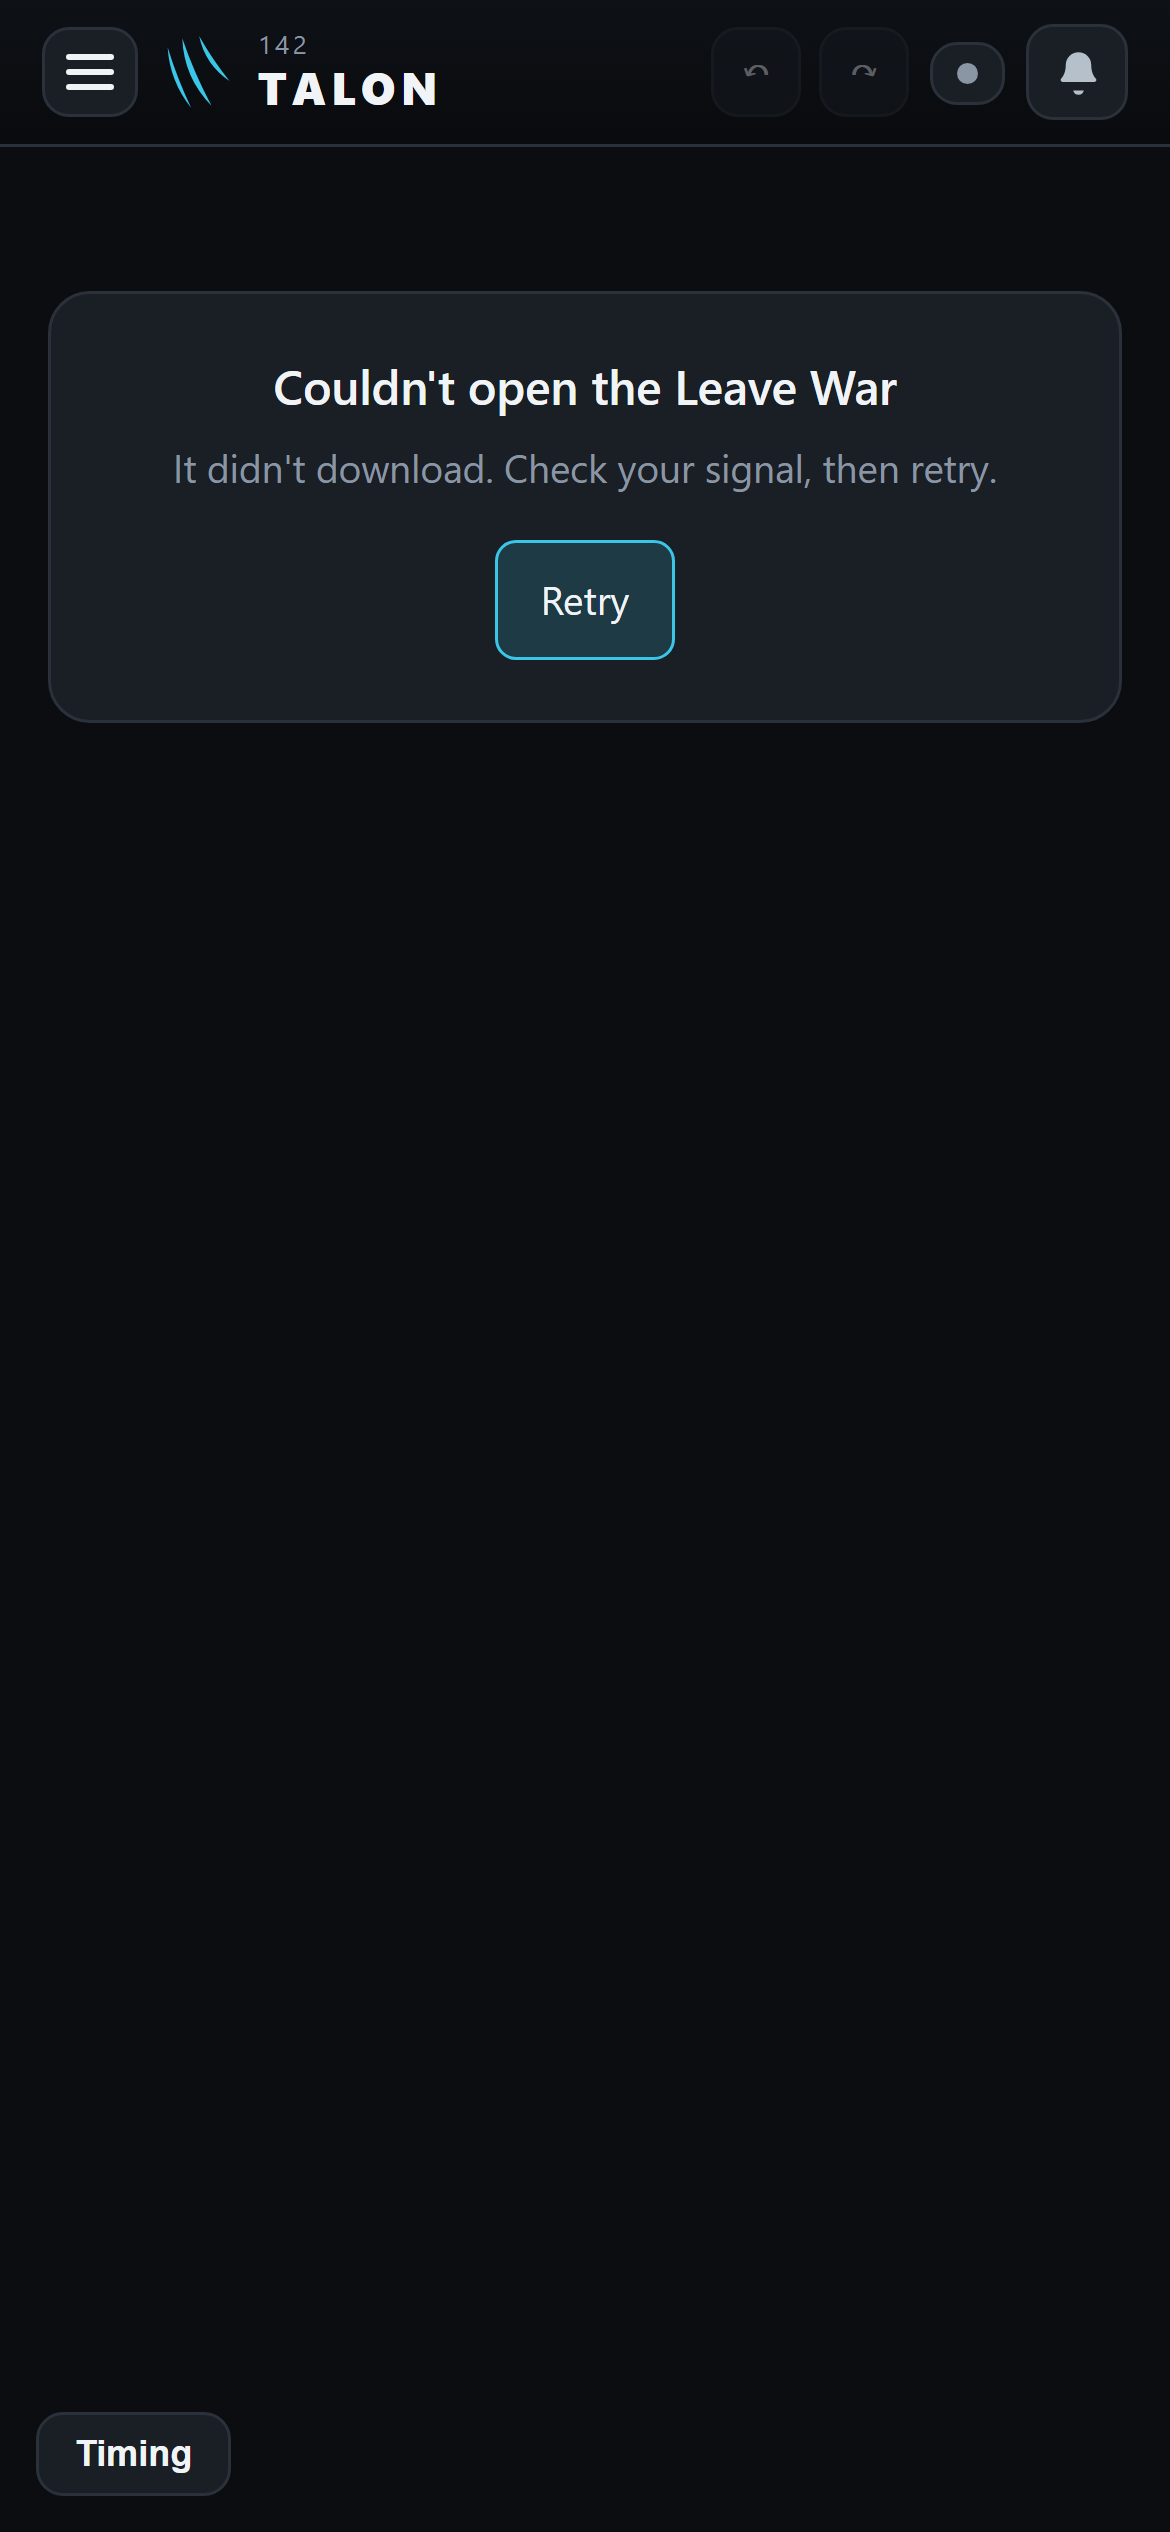 142
TALON
Couldn't open the Leave War
It didn't download. Check your signal, then retry.
Retry
Timing